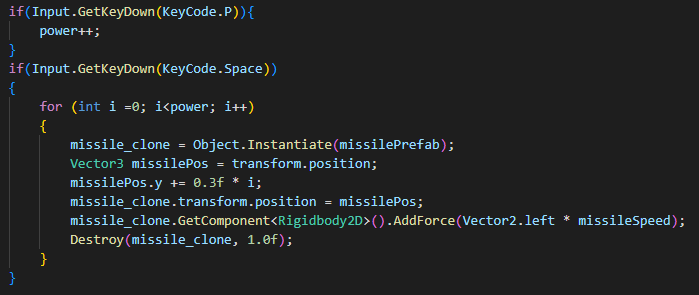 if(Input.GetKeyDown(KeyCode.P)){
    power++;
}
if(Input.GetKeyDown(KeyCode.Space))
{
    for (int i =0; i<power; i++)
    {
        missile_clone = Object.Instantiate(missilePrefab);
        Vector3 missilePos = transform.position;
        missilePos.y += 0.3f * i;
        missile_clone.transform.position = missilePos;
        missile_clone.GetComponent<Rigidbody2D>().AddForce(Vector2.left * missileSpeed);
        Destroy(missile_clone, 1.0f);
    }
}